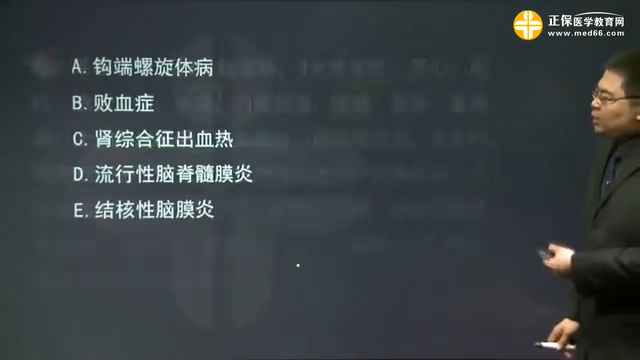 正保医学教育网
www.med66.com
A. 钩端螺旋体病
B. 败血症
C. 肾综合征出血热
D. 流行性脑脊髓膜炎
E. 结核性脑膜炎